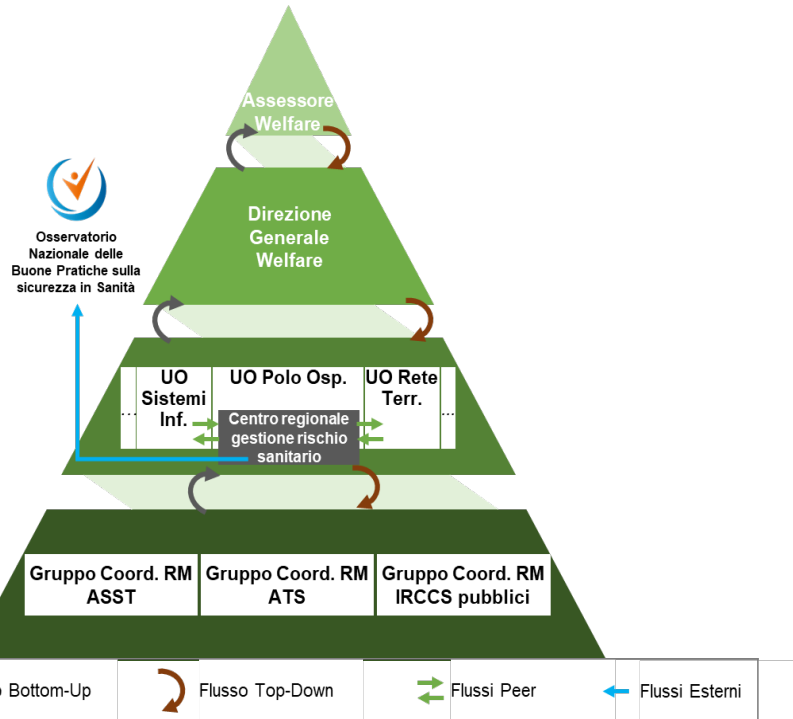 Assessore
Welfare
Direzione
Generale
Welfare
Osservatorio
Nazionale delle
Buone Pratiche sulla
sicurezza in Sanità
...
UO
Sistemi
Inf.
UO Polo Osp.
UO Rete
Terr.
...
Centro regionale
gestione rischio
sanitario
Gruppo Coord. RM
ASST
Gruppo Coord. RM
ATS
Gruppo Coord. RM
IRCCS pubblici
o Bottom-Up
Flusso Top-Down
Flussi Peer
Flussi Esterni